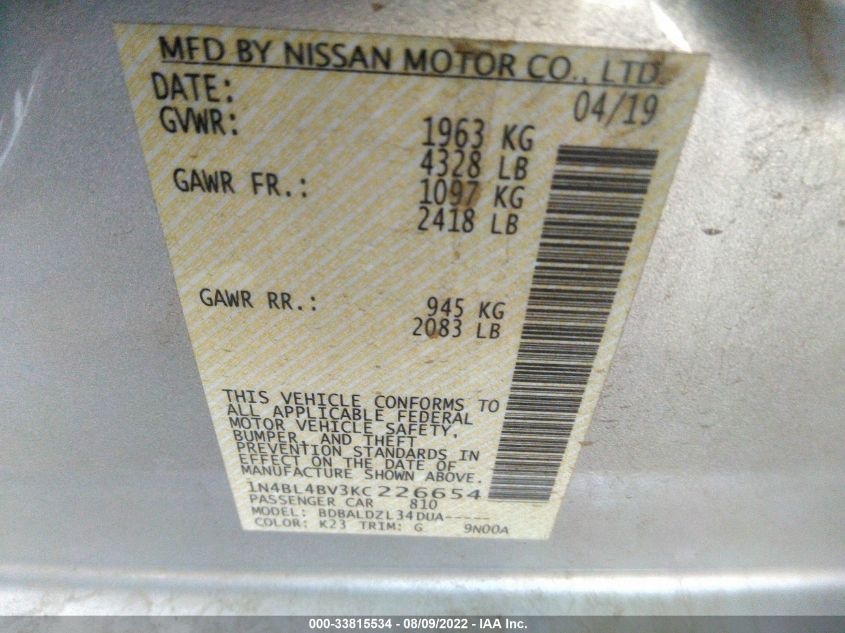 MFD BY NISSAN MOTOR CO., LTD.
DATE: 04/19
GVWR: 1963 KG
4328 LB
GAWR FR.: 1097 KG
2418 LB
GAWR RR.: 945 KG
2083 LB
THIS VEHICLE CONFORMS TO
ALL APPLICABLE FEDERAL
MOTOR VEHICLE SAFETY,
BUMPER, AND THEFT
PREVENTION STANDARDS IN
EFFECT ON THE DATE OF
MANUFACTURE SHOWN ABOVE.
1N4BL4BV3KC226654
PASSENGER CAR 810
MODEL: BDBALDZL34DUA-----
COLOR: K23 TRIM: G 9N00A
000-33815534 - 08/09/2022 - IAA Inc.